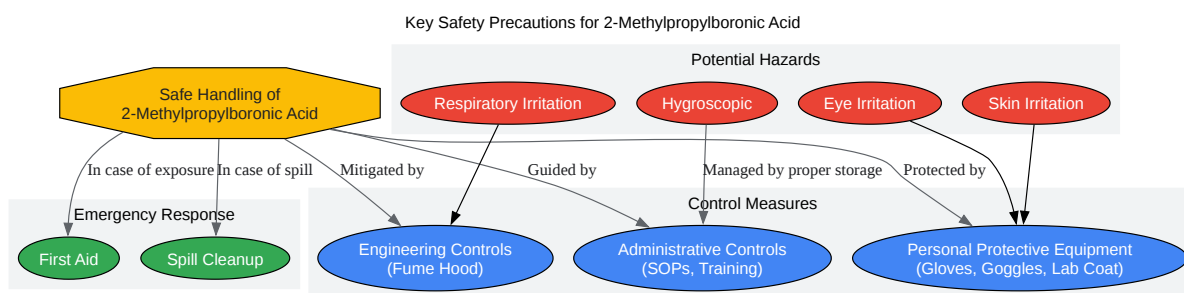 Key Safety Precautions for 2-Methylpropylboronic Acid
Potential Hazards
Safe Handling of
2-Methylpropylboronic Acid
Respiratory Irritation
Hygroscopic
Eye Irritation
Skin Irritation
In case of exposure
In case of spill
Mitigated by
Guided by
Managed by proper storage
Protected by
Emergency Response
Control Measures
First Aid
Spill Cleanup
Engineering Controls
(Fume Hood)
Administrative Controls
(SOPs, Training)
Personal Protective Equipment
(Gloves, Goggles, Lab Coat)